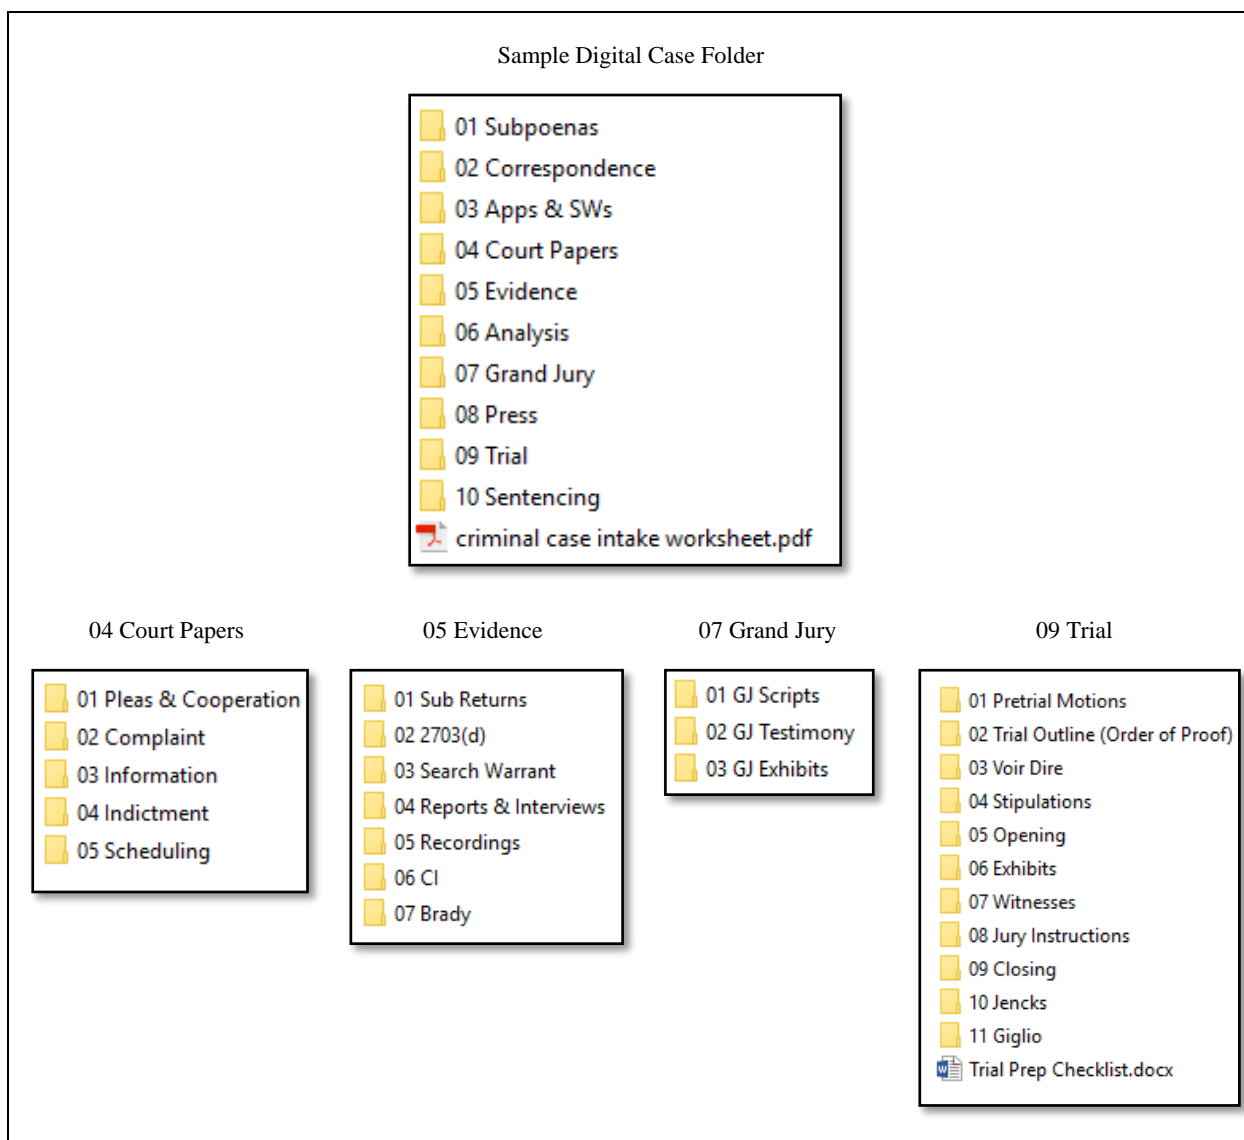 Sample Digital Case Folder
01 Subpoenas
02 Correspondence
03 Apps & SWs
04 Court Papers
05 Evidence
06 Analysis
07 Grand Jury
08 Press
09 Trial
10 Sentencing
criminal case intake worksheet.pdf
04 Court Papers
01 Pleas & Cooperation
02 Complaint
03 Information
04 Indictment
05 Scheduling
05 Evidence
01 Sub Returns
02 2703(d)
03 Search Warrant
04 Reports & Interviews
05 Recordings
06 CI
07 Brady
07 Grand Jury
01 GJ Scripts
02 GJ Testimony
03 GJ Exhibits
09 Trial
01 Pretrial Motions
02 Trial Outline (Order of Proof)
03 Voir Dire
04 Stipulations
05 Opening
06 Exhibits
07 Witnesses
08 Jury Instructions
09 Closing
10 Jencks
11 Giglio
Trial Prep Checklist.docx